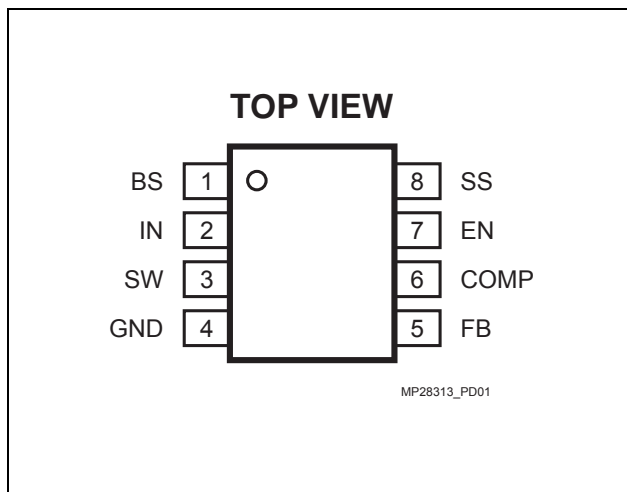 TOP VIEW
BS 1 8 SS
IN 2 7 EN
SW 3 6 COMP
GND 4 5 FB
MP28313_PD01